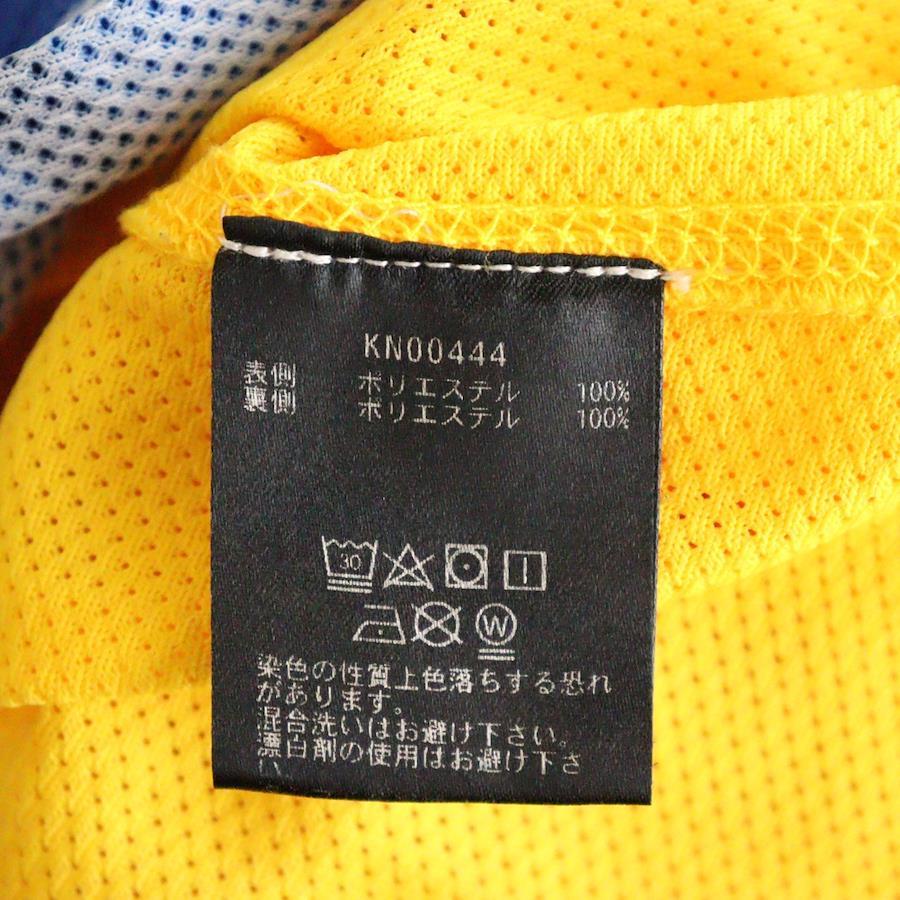 KN00444
表側 ポリエステル 100%
裏側 ポリエステル 100%
30
W
染色の性質上色落ちする恐れ
があります。
混合洗いはお避け下さい。
漂白剤の使用はお避け下さ
い